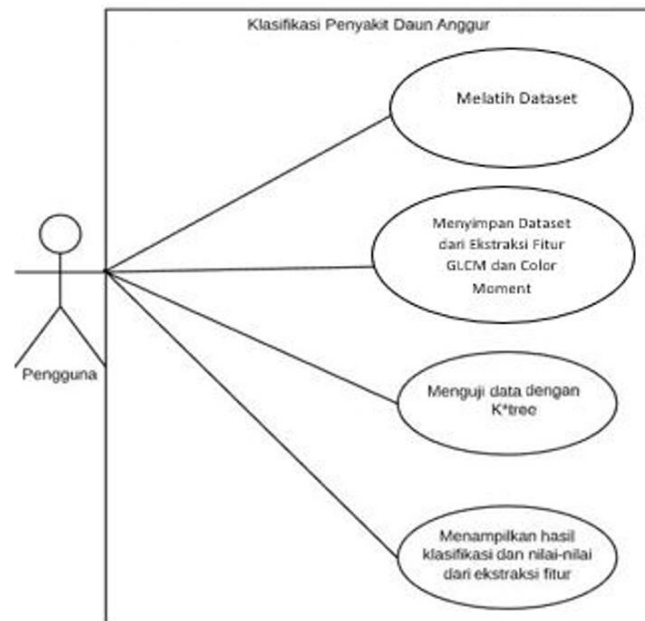 Klasifikasi Penyakit Daun Anggur
Melatih Dataset
Menyimpan Dataset
dari Ekstraksi Fitur
GLCM dan Color
Moment
Pengguna
Menguji data dengan
K*tree
Menampilkan hasil
klasifikasi dan nilai-nilai
dari ekstraksi fitur